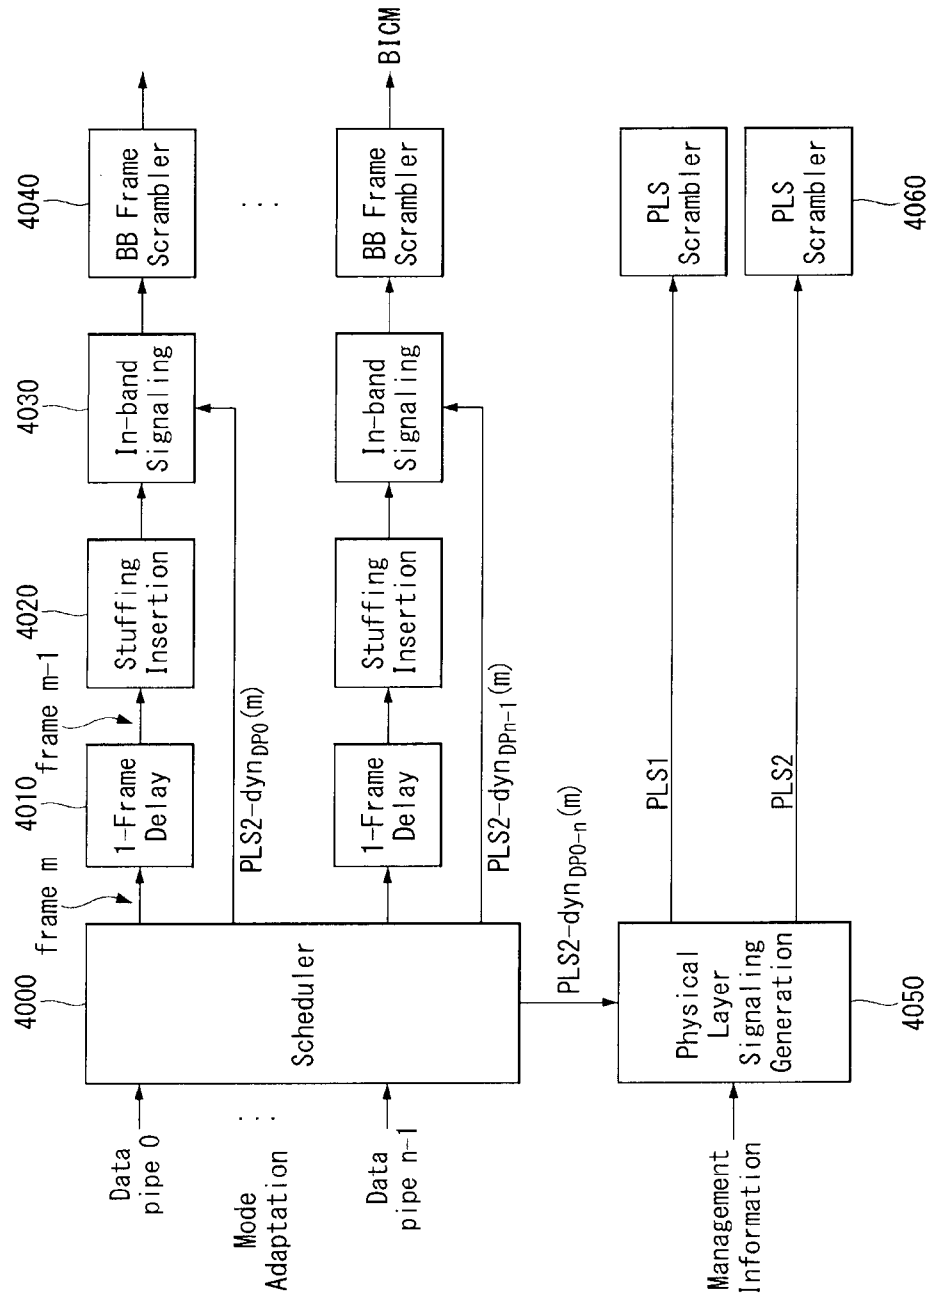 4000
4010
4020
4030
4040
frame m
frame m-1
Data
pipe 0
Scheduler
1-Frame
Delay
Stuffing
Insertion
In-band
Signaling
BB Frame
Scrambler
PLS2-dynDP0(m)
Mode
Adaptation
...
...
Data
pipe n-1
1-Frame
Delay
Stuffing
Insertion
In-band
Signaling
BB Frame
Scrambler
BICM
PLS2-dynDPn-1(m)
PLS2-dynDP0-n(m)
Management
Information
Physical
Layer
Signaling
Generation
PLS1
PLS
Scrambler
PLS2
PLS
Scrambler
4050
4060